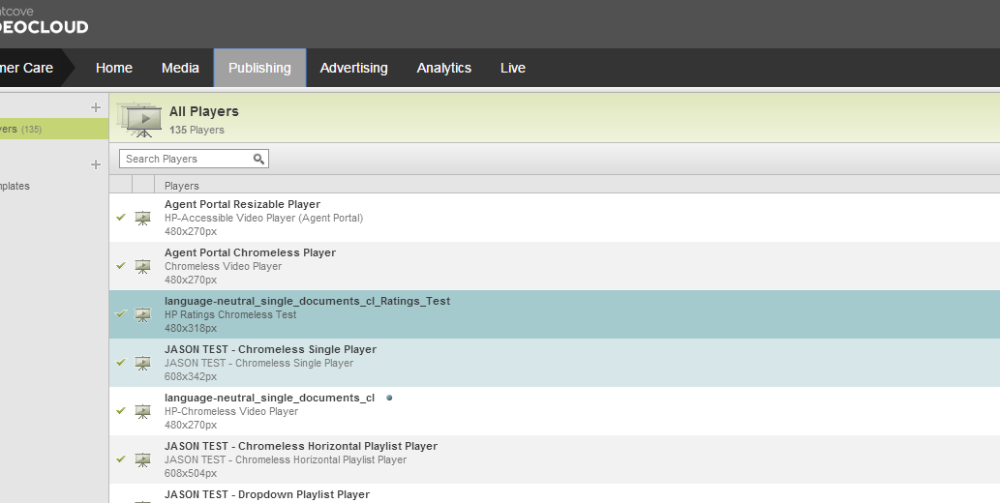 ntcove
DEOCLOUD
mer Care
Home
Media
Publishing
Advertising
Analytics
Live
yers (135)
mplates
All Players
135 Players
Search Players
Players
Agent Portal Resizable Player
HP-Accessible Video Player (Agent Portal)
480x270px
Agent Portal Chromeless Player
Chromeless Video Player
480x270px
language-neutral_single_documents_cl_Ratings_Test
HP Ratings Chromeless Test
480x318px
JASON TEST - Chromeless Single Player
JASON TEST - Chromeless Single Player
608x342px
language-neutral_single_documents_cl
HP-Chromeless Video Player
480x270px
JASON TEST - Chromeless Horizontal Playlist Player
JASON TEST - Chromeless Horizontal Playlist Player
608x504px
JASON TEST - Dropdown Playlist Player